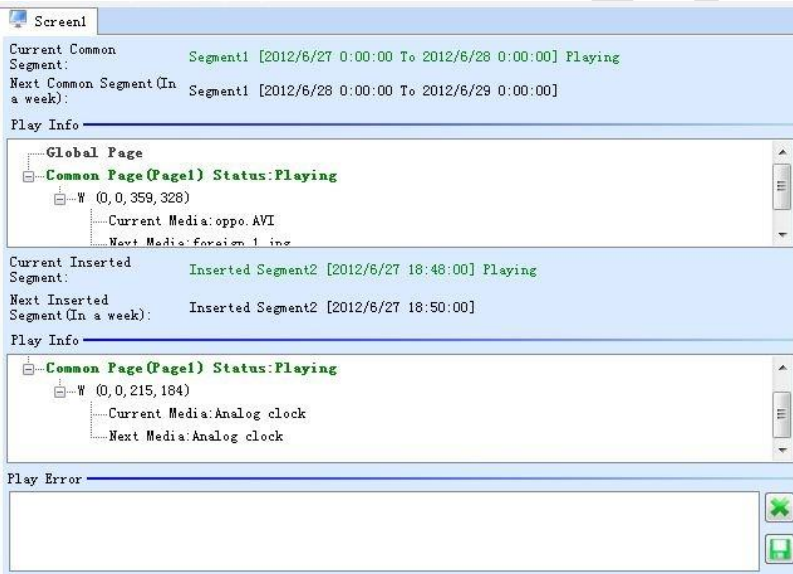 Screen1
Current Common
Segment:
Segment1 [2012/6/27 0:00:00 To 2012/6/28 0:00:00] Playing
Next Common Segment(In
a week):
Segment1 [2012/6/28 0:00:00 To 2012/6/29 0:00:00]
Play Info
Global Page
Common Page(Page1) Status:Playing
W (0,0,359,328)
Current Media:oppo.AVI
Next Media:foreign 1.jpg
Current Inserted
Segment:
Inserted Segment2 [2012/6/27 18:48:00] Playing
Next Inserted
Segment(In a week):
Inserted Segment2 [2012/6/27 18:50:00]
Play Info
Common Page(Page1) Status:Playing
W (0,0,215,184)
Current Media:Analog clock
Next Media:Analog clock
Play Error